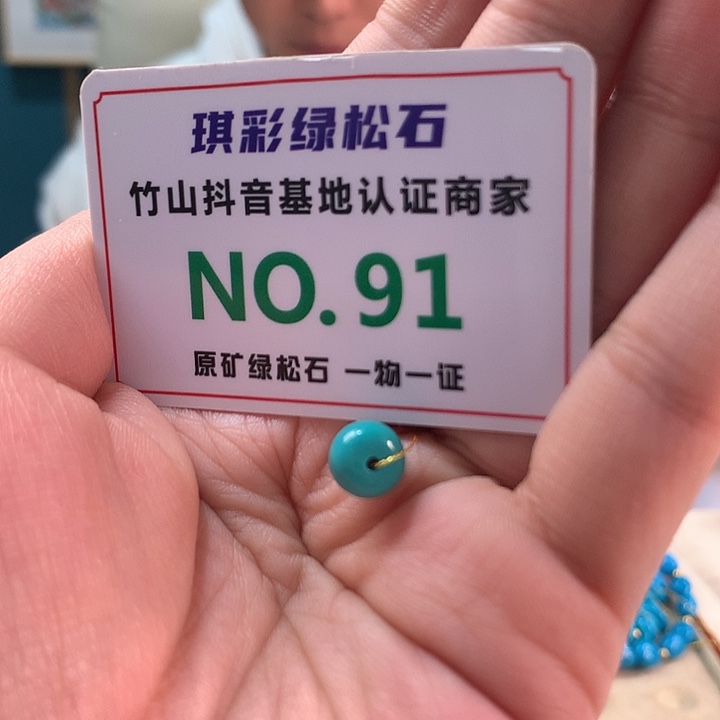 琪彩绿松石
竹山抖音基地认证商家
NO.91
原矿绿松石 一物一证